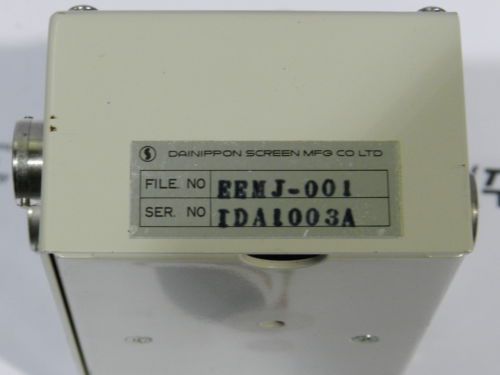 DAINIPPON SCREEN MFG CO LTD
FILE. NO EEMJ-001
SER. NO IDA1003A